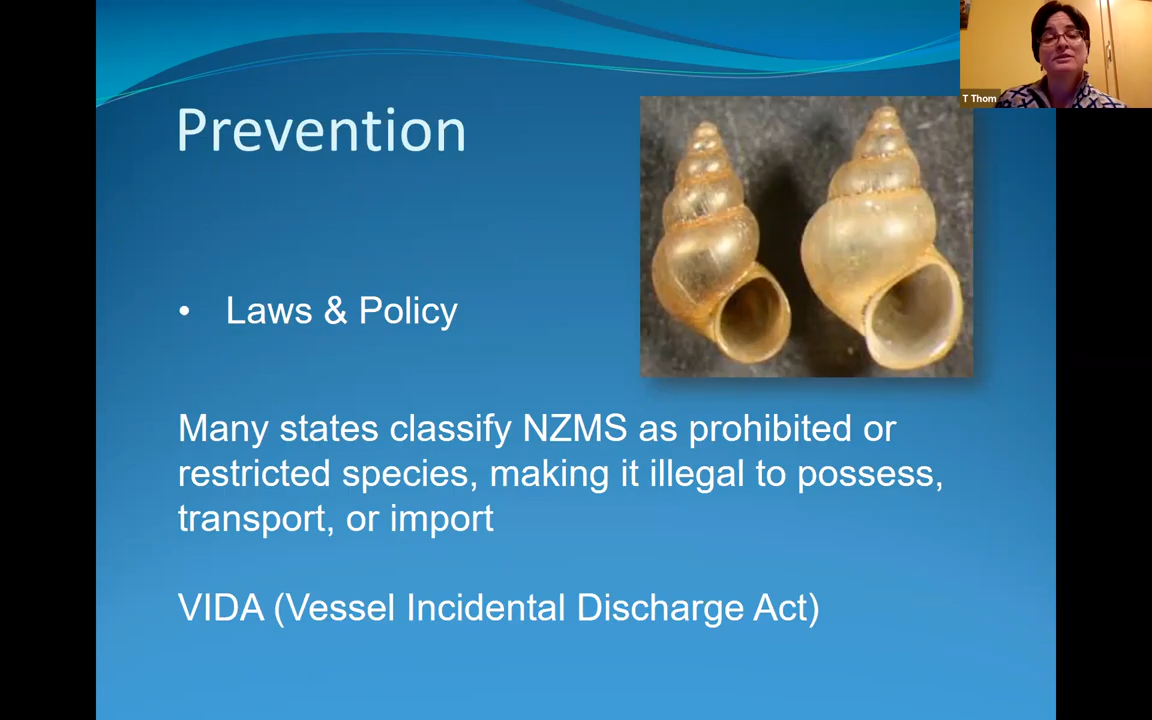 T Thom
Prevention
• Laws & Policy
Many states classify NZMS as prohibited or
restricted species, making it illegal to possess,
transport, or import
VIDA (Vessel Incidental Discharge Act)